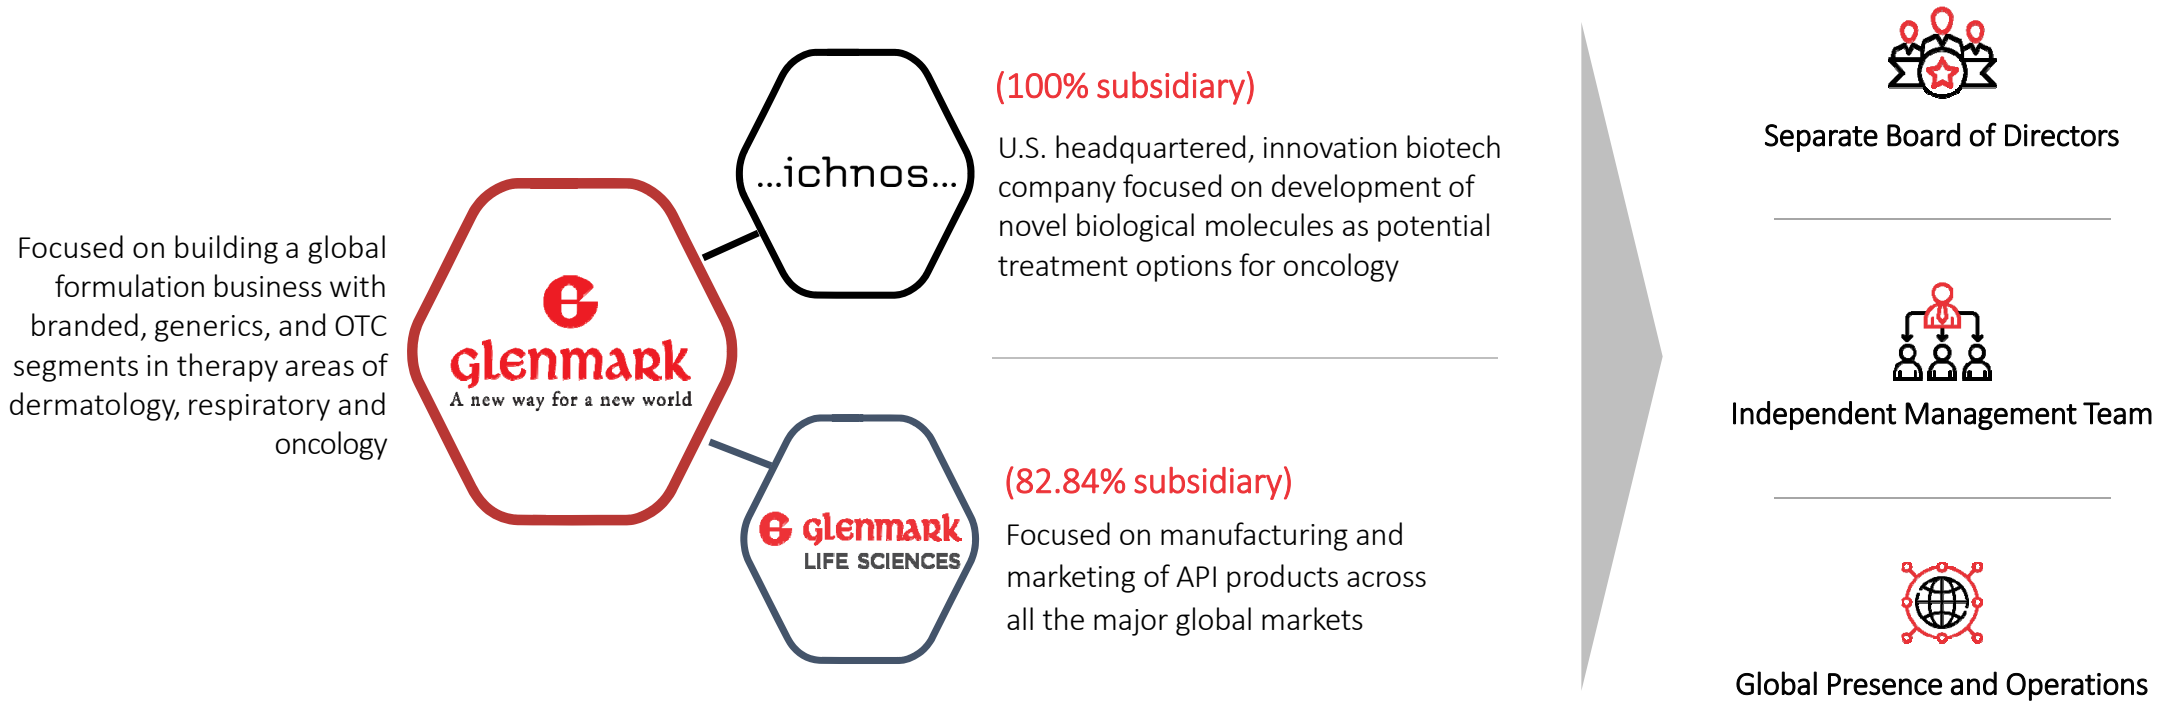 Focused on building a global
formulation business with
branded, generics, and OTC
segments in therapy areas of
dermatology, respiratory and
oncology
glenmark
A new way for a new world
...ichnos...
(100% subsidiary)
U.S. headquartered, innovation biotech
company focused on development of
novel biological molecules as potential
treatment options for oncology
glenmark
LIFE SCIENCES
(82.84% subsidiary)
Focused on manufacturing and
marketing of API products across
all the major global markets
Separate Board of Directors
Independent Management Team
Global Presence and Operations